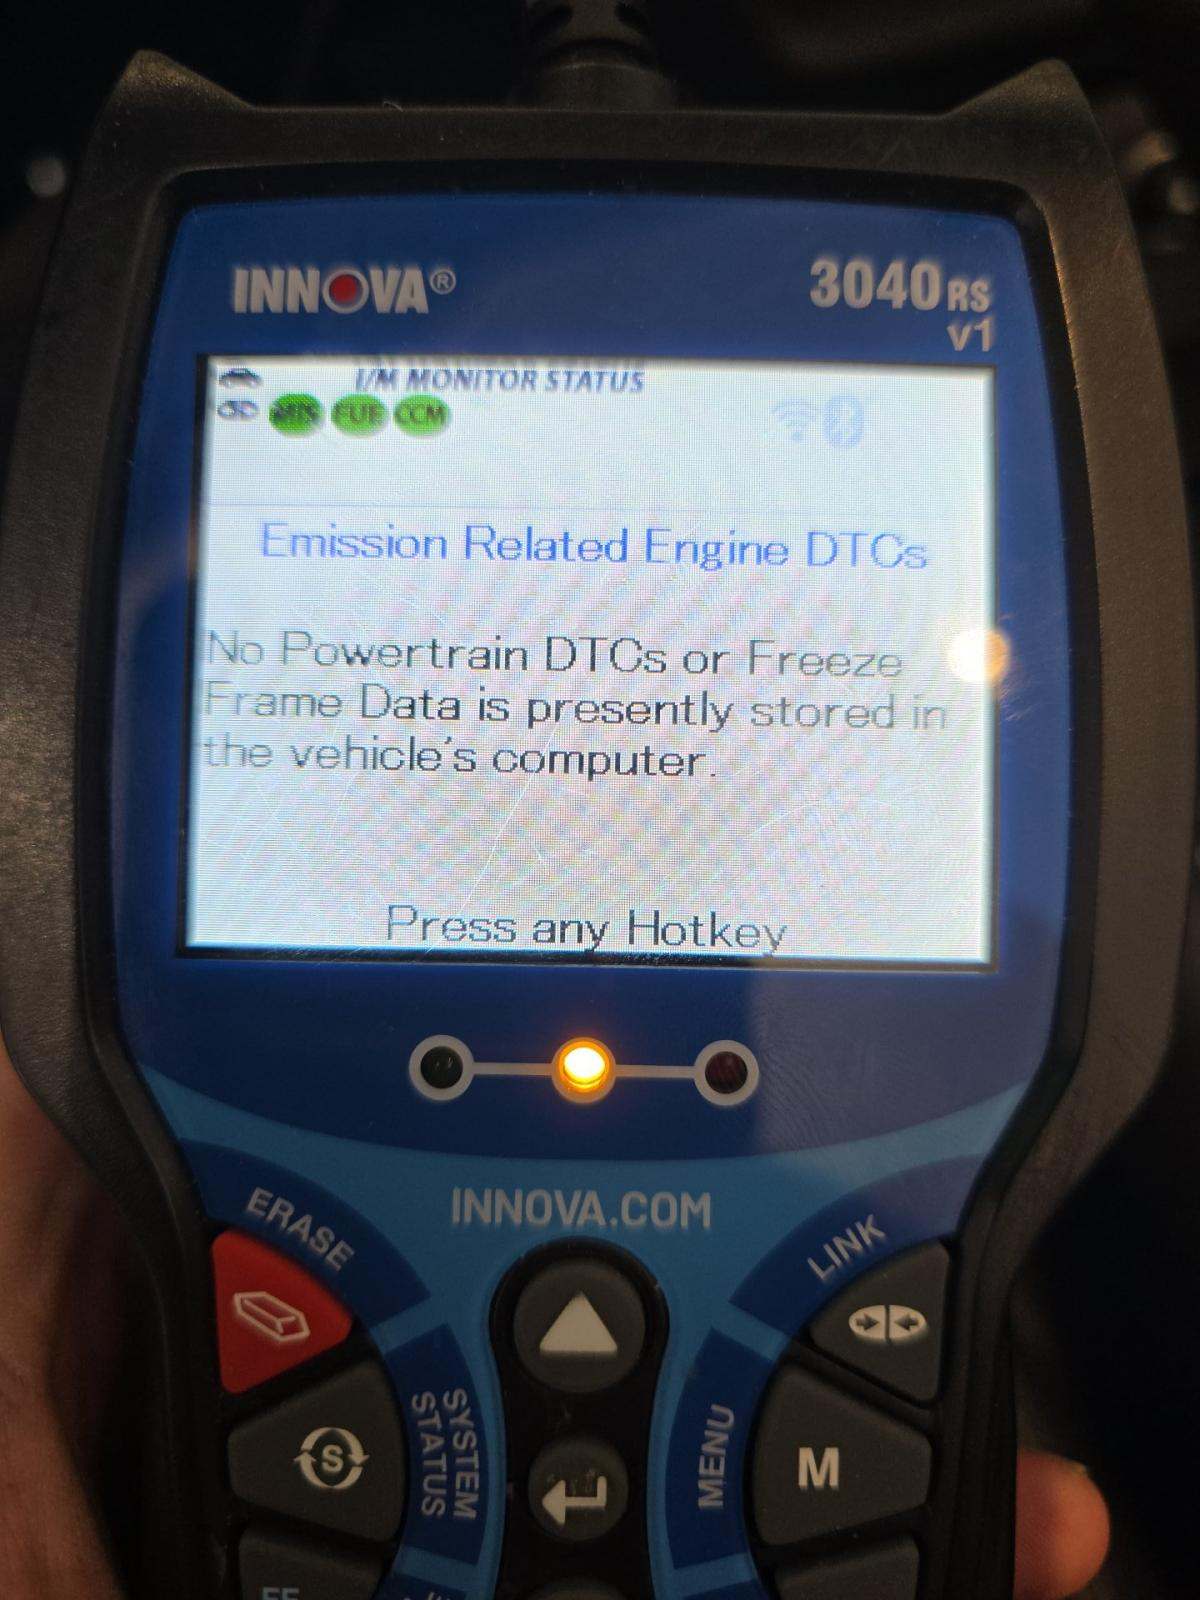 INNOVA®
3040RS
v1
I/M MONITOR STATUS
MIS FUE CCM
Emission Related Engine DTCs
No Powertrain DTCs or Freeze
Frame Data is presently stored in
the vehicle's computer.
Press any Hotkey
INNOVA.COM
ERASE
LINK
S
SYSTEM
STATUS
MENU
M
FF